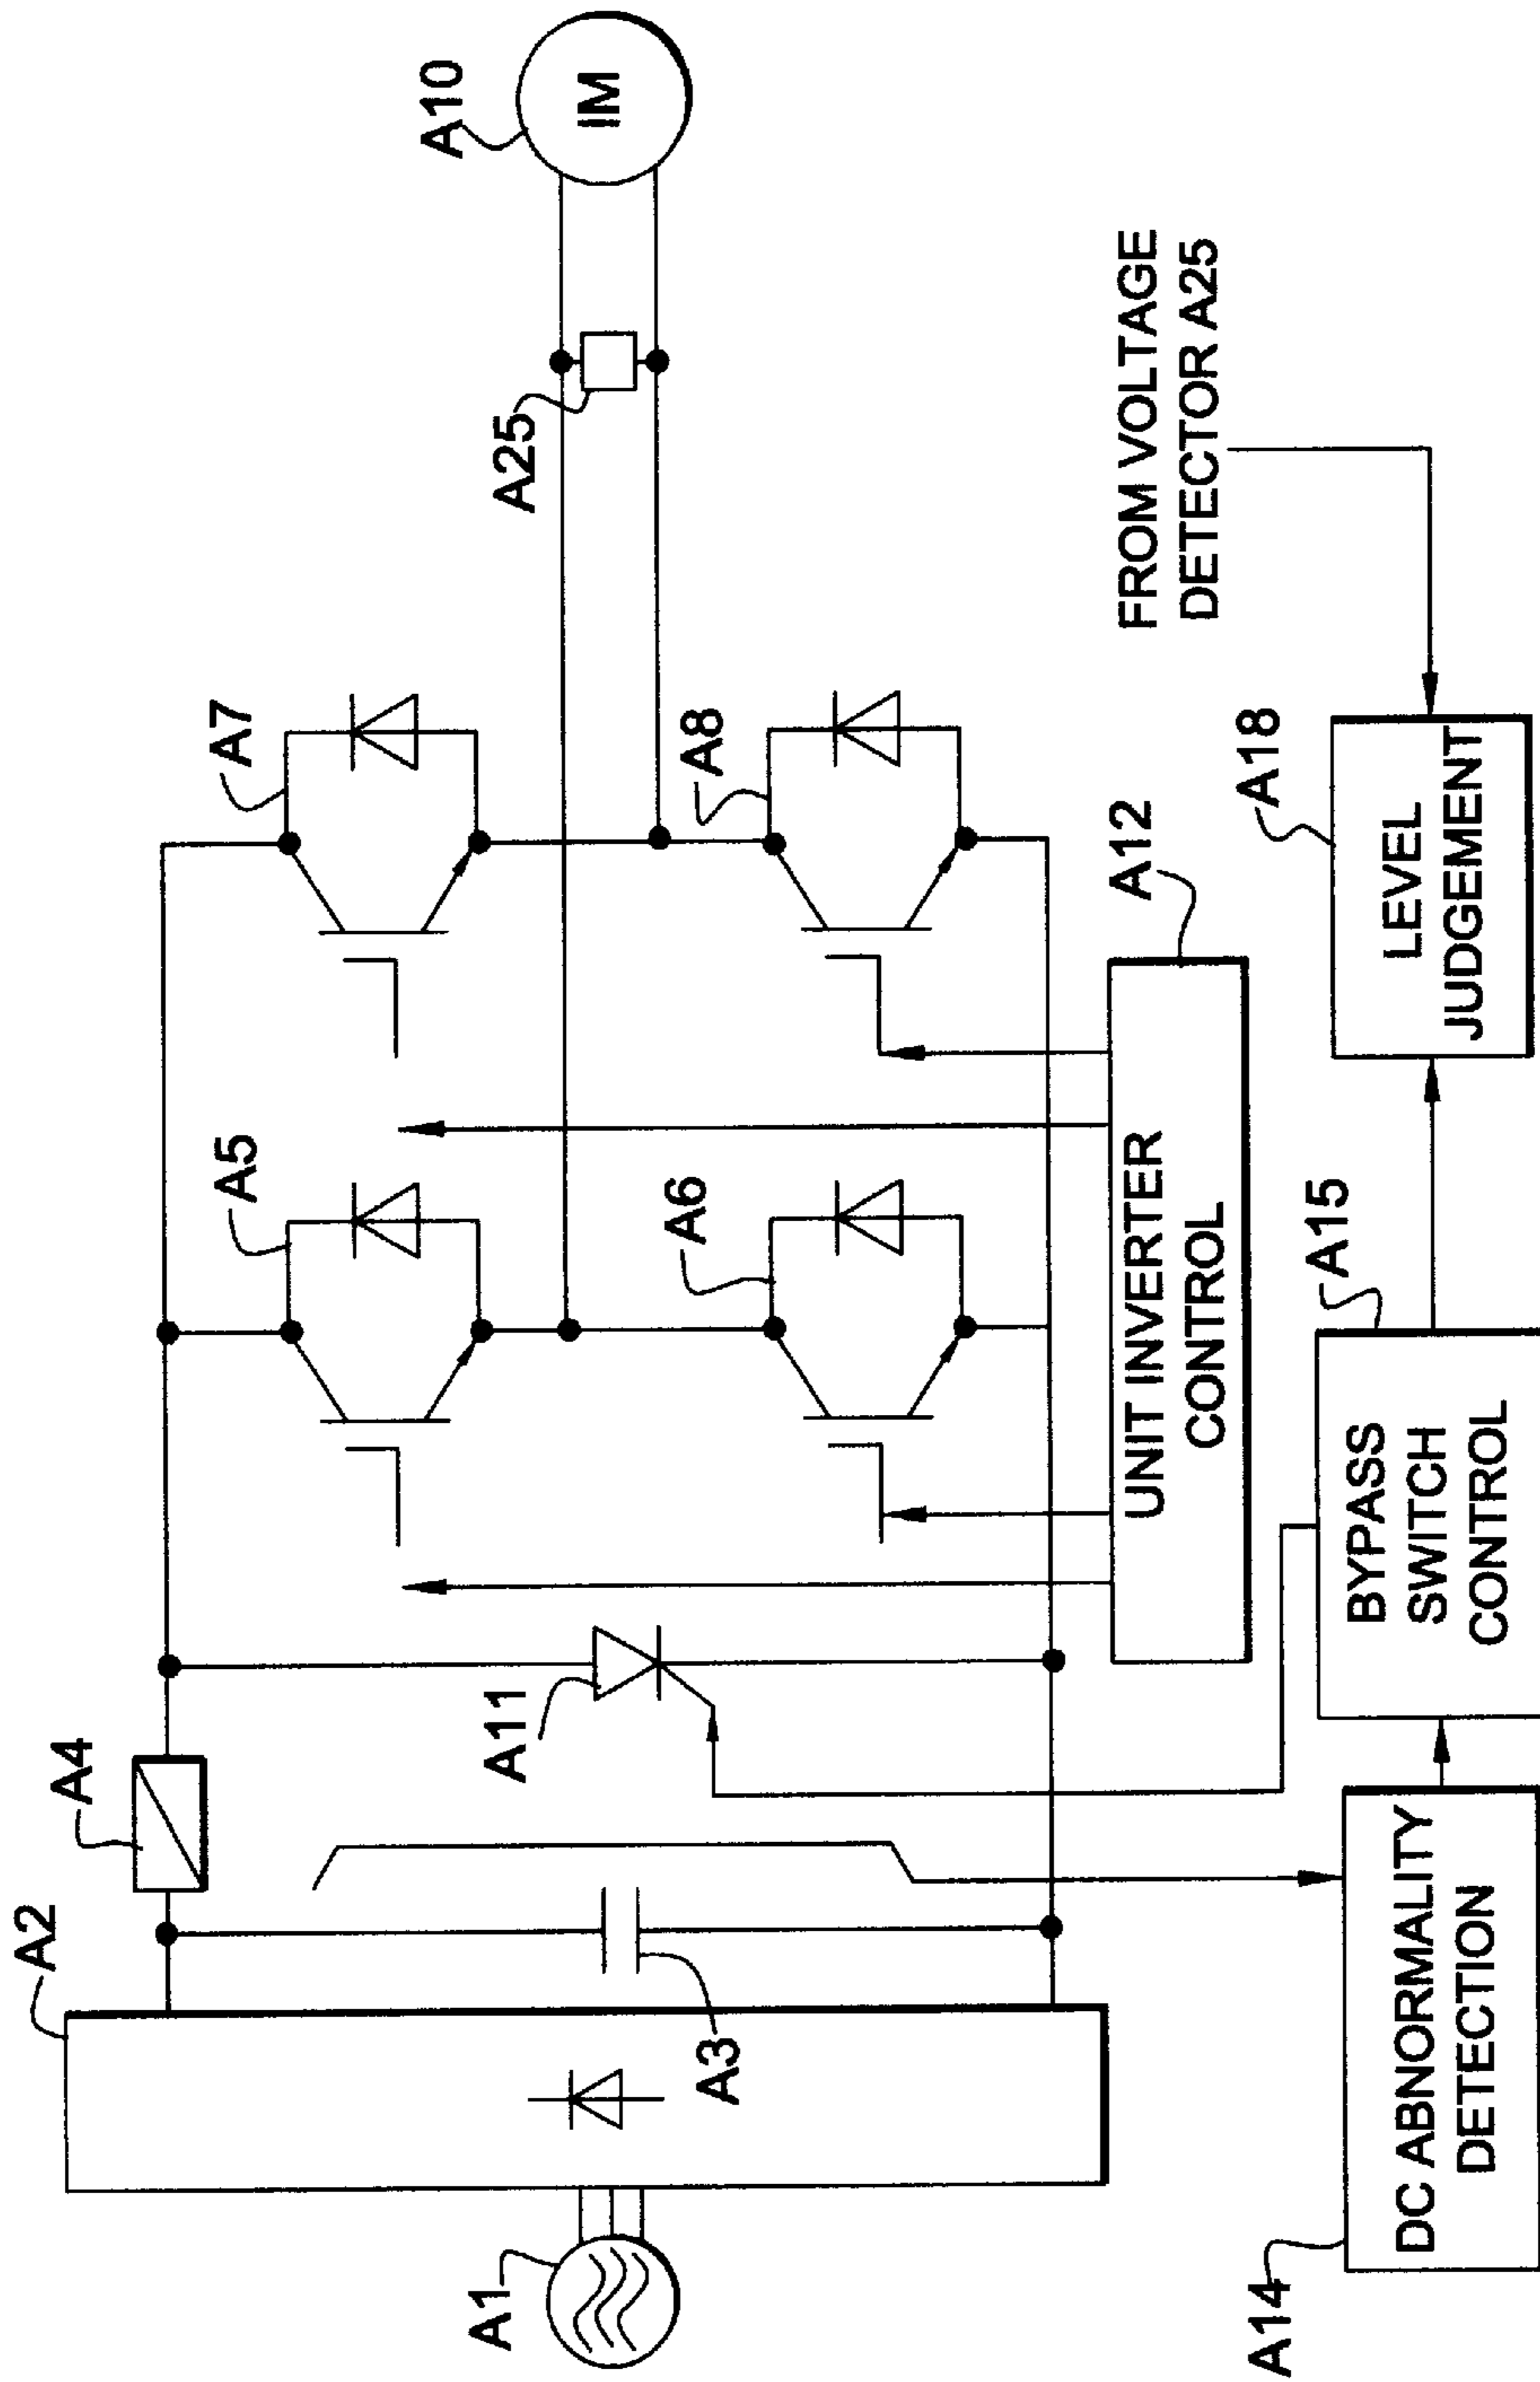 A1
A2
A3
A4
A11
A5
A6
A7
A8
A25
A10
IM
UNIT INVERTER
CONTROL
A12
A14
DC ABNORMALITY
DETECTION
BYPASS
SWITCH
CONTROL
A15
LEVEL
JUDGEMENT
A18
FROM VOLTAGE
DETECTOR A25